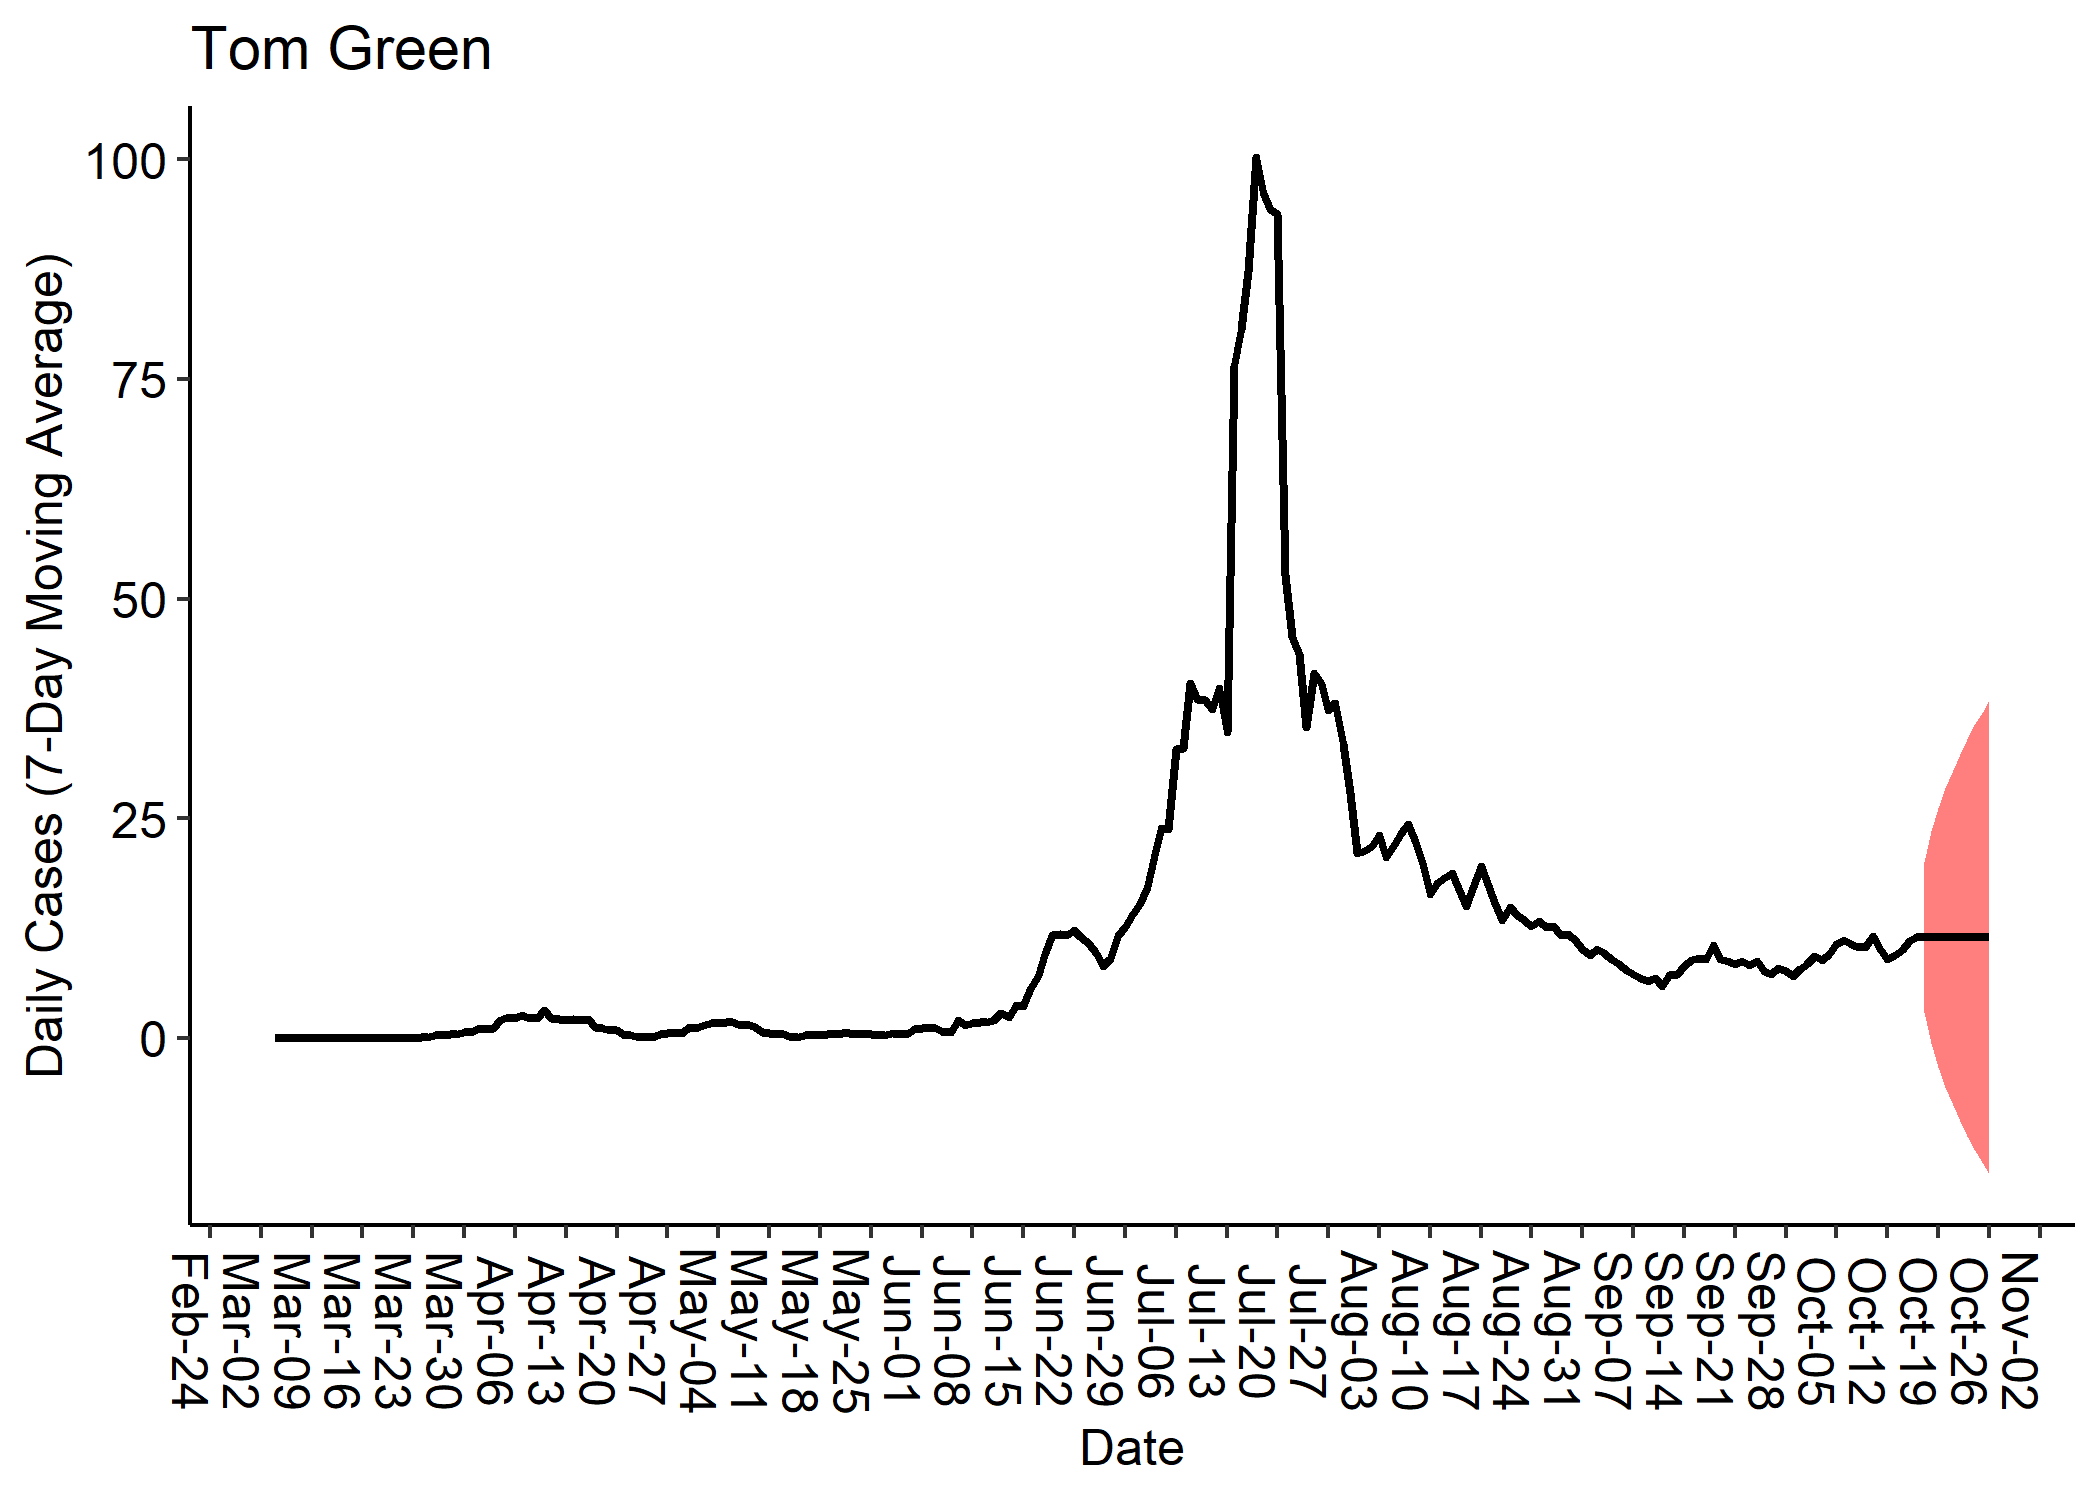 Tom Green
Daily Cases (7-Day Moving Average)
100
75
50
25
0
Feb-24
Mar-02
Mar-09
Mar-16
Mar-23
Mar-30
Apr-06
Apr-13
Apr-20
Apr-27
May-04
May-11
May-18
May-25
Jun-01
Jun-08
Jun-15
Jun-22
Jun-29
Jul-06
Jul-13
Jul-20
Jul-27
Aug-03
Aug-10
Aug-17
Aug-24
Aug-31
Sep-07
Sep-14
Sep-21
Sep-28
Oct-05
Oct-12
Oct-19
Oct-26
Nov-02
Date